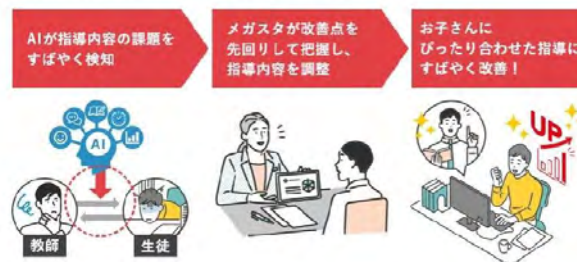 AIが指導内容の課題を
すばやく検知
メガスタが改善点を
先回りして把握し、
指導内容を調整
お子さんに
ぴったり合わせた指導に
すばやく改善！
AI
教師
生徒
UP